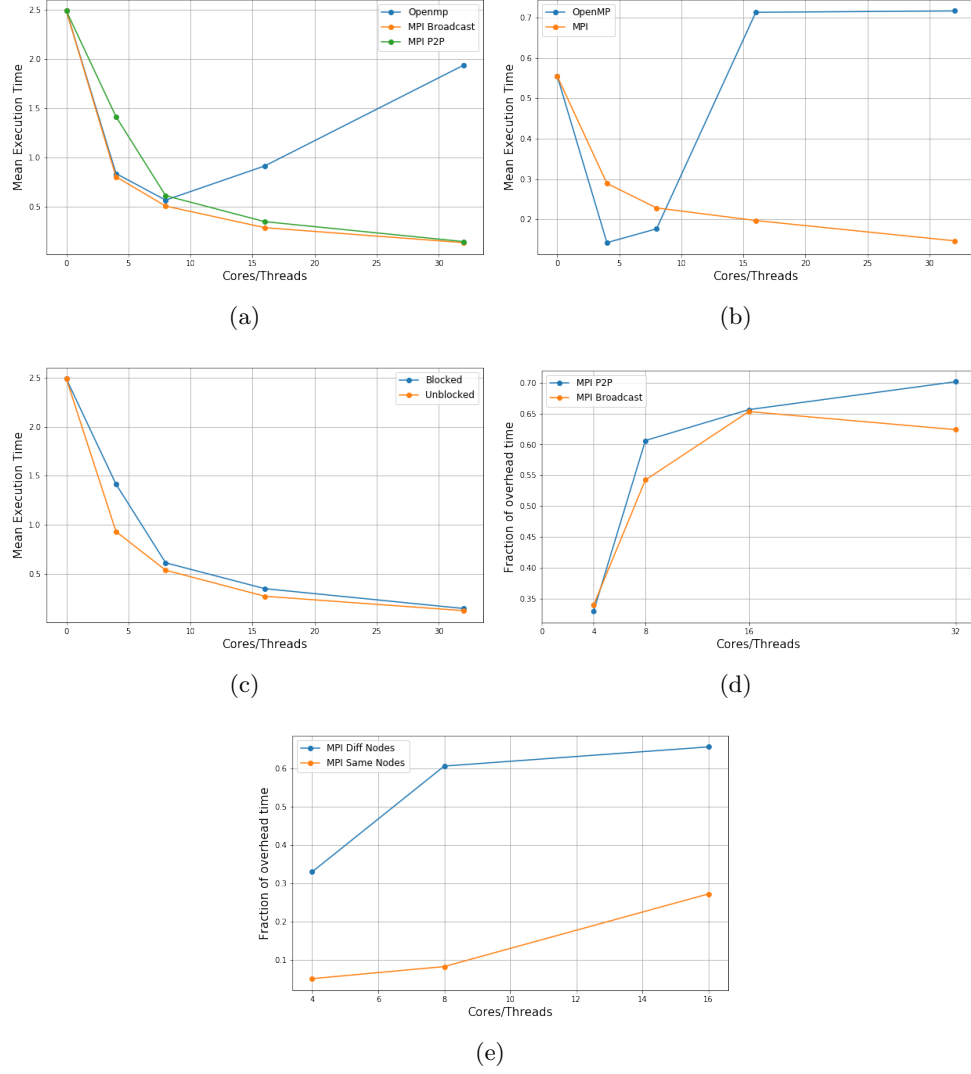 2.5
2.0
1.5
1.0
0.5
Mean Execution Time
Openmp
MPI Broadcast
MPI P2P
0 5 10 15 20 25 30
Cores/Threads
(a)
0.7
0.6
0.5
0.4
0.3
0.2
Mean Execution Time
OpenMP
MPI
0 5 10 15 20 25 30
Cores/Threads
(b)
2.5
2.0
1.5
1.0
0.5
Mean Execution Time
Blocked
Unblocked
0 5 10 15 20 25 30
Cores/Threads
(c)
0.70
0.65
0.60
0.55
0.50
0.45
0.40
0.35
Fraction of overhead time
MPI P2P
MPI Broadcast
0 4 8 16 32
Cores/Threads
(d)
0.6
0.5
0.4
0.3
0.2
0.1
Fraction of overhead time
MPI Diff Nodes
MPI Same Nodes
4 6 8 10 12 14 16
Cores/Threads
(e)